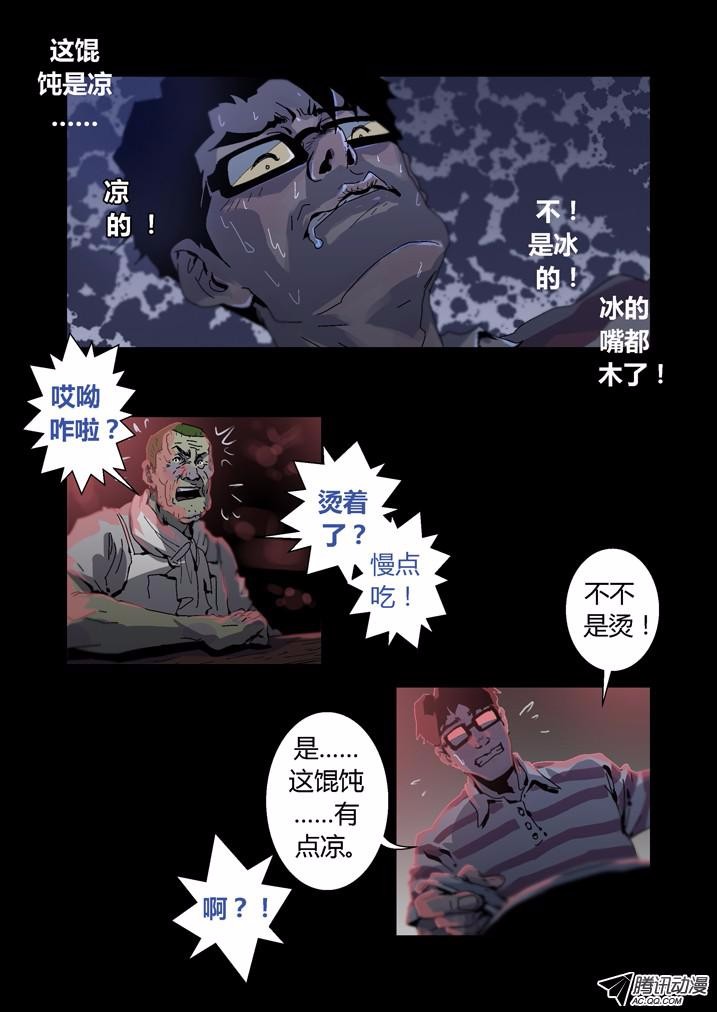 这馄
饨是凉
……
凉
的！
不！
是冰
的！
冰的
嘴都
木了！
哎呦
咋啦？
烫着
了？
慢点
吃！
不不
是烫！
是……
这馄饨
……有
点凉。
啊？！
腾讯动漫
AC.QQ.COM